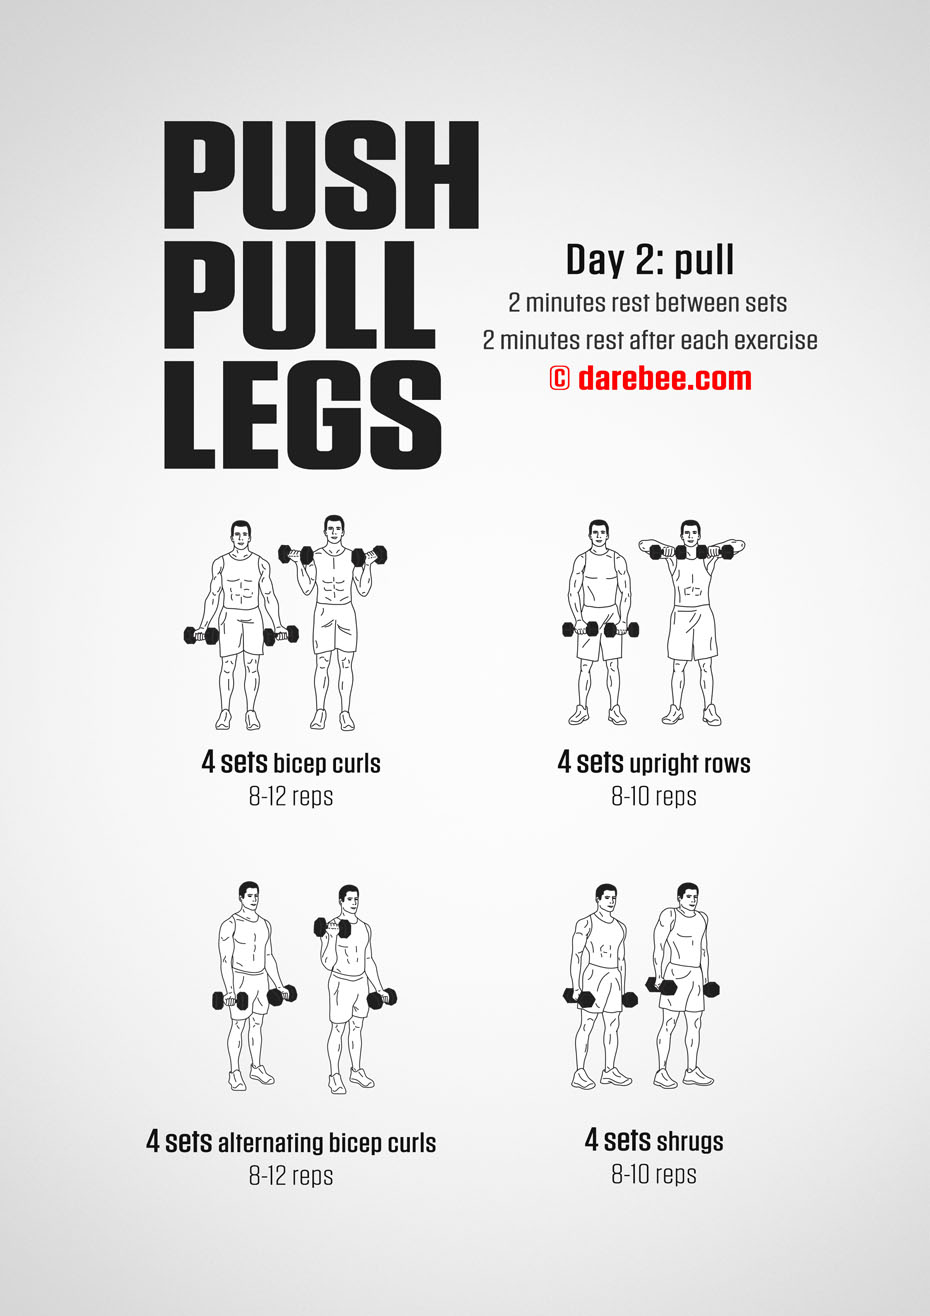 PUSH
PULL
LEGS
Day 2: pull
2 minutes rest between sets
2 minutes rest after each exercise
© darebee.com
4 sets bicep curls
8-12 reps
4 sets upright rows
8-10 reps
4 sets alternating bicep curls
8-12 reps
4 sets shrugs
8-10 reps